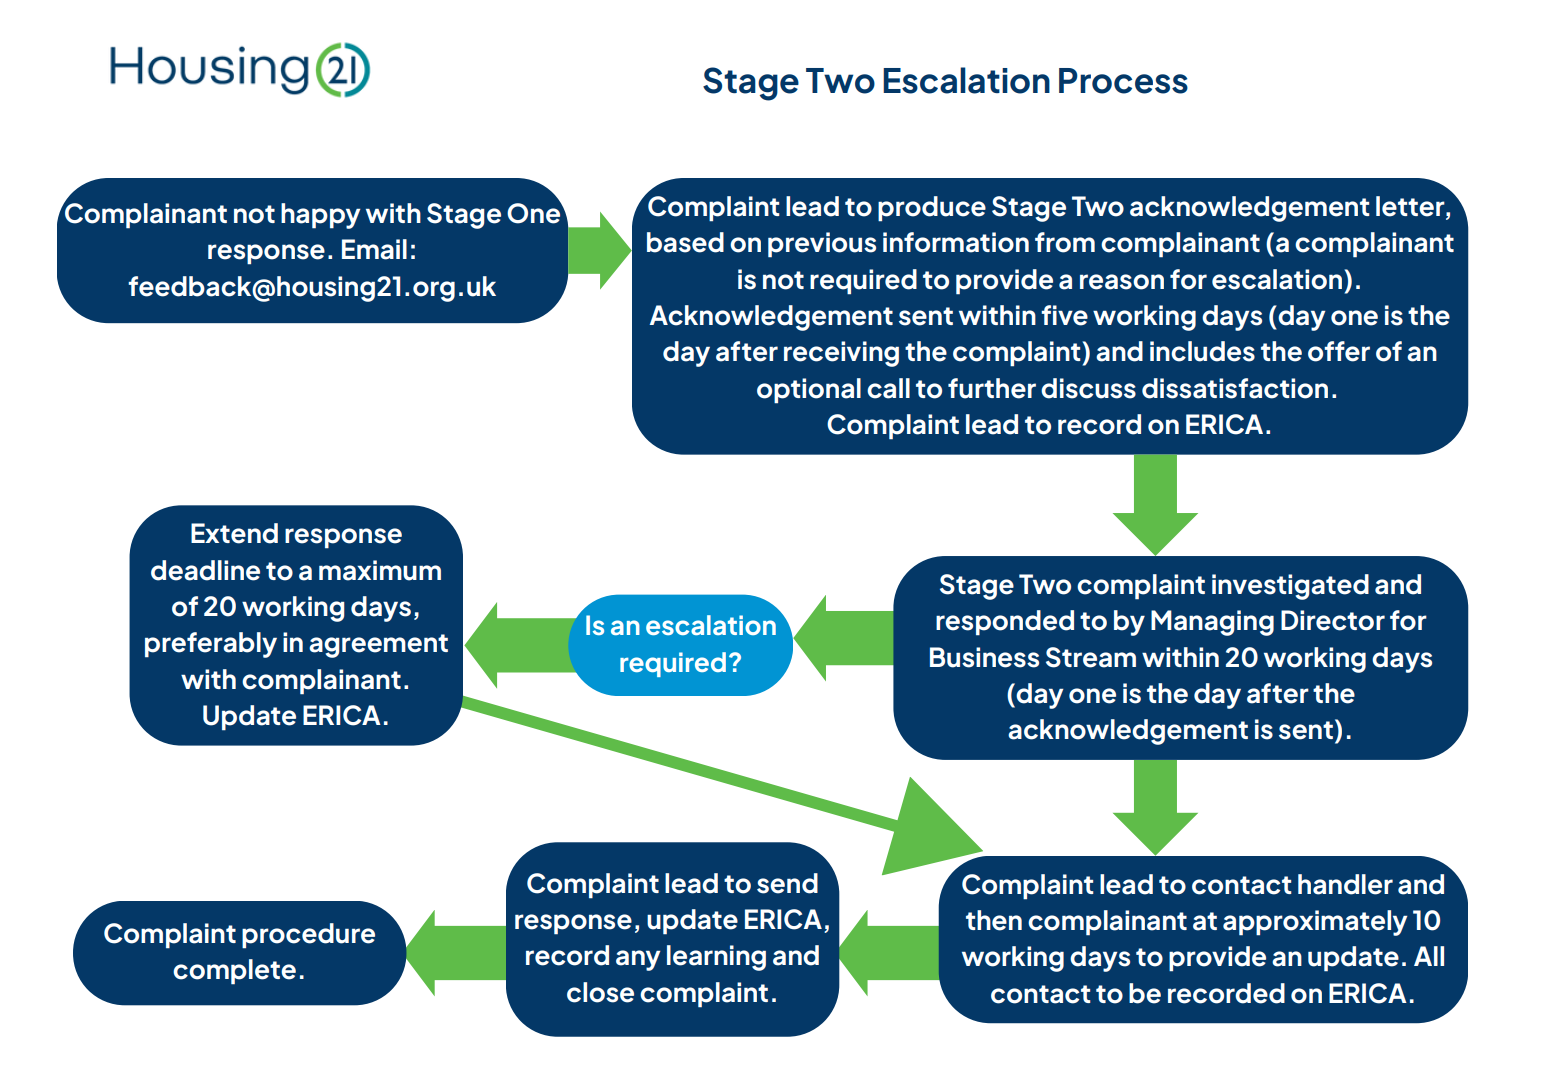 Housing 21
Stage Two Escalation Process
Complainant not happy with Stage One
response. Email:
feedback@housing21.org.uk
Complaint lead to produce Stage Two acknowledgement letter,
based on previous information from complainant (a complainant
is not required to provide a reason for escalation).
Acknowledgement sent within five working days (day one is the
day after receiving the complaint) and includes the offer of an
optional call to further discuss dissatisfaction.
Complaint lead to record on ERICA.
Stage Two complaint investigated and
responded to by Managing Director for
Business Stream within 20 working days
(day one is the day after the
acknowledgement is sent).
Is an escalation
required?
Extend response
deadline to a maximum
of 20 working days,
preferably in agreement
with complainant.
Update ERICA.
Complaint lead to contact handler and
then complainant at approximately 10
working days to provide an update. All
contact to be recorded on ERICA.
Complaint lead to send
response, update ERICA,
record any learning and
close complaint.
Complaint procedure
complete.